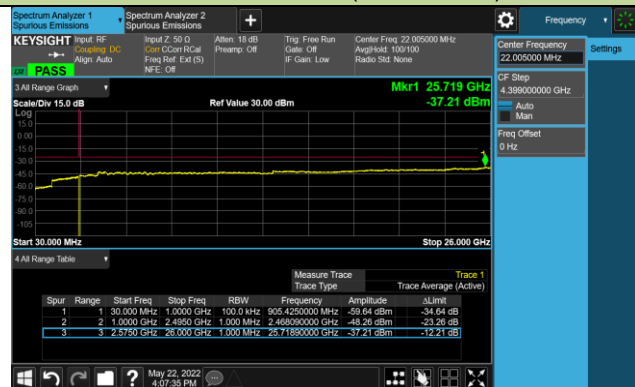 Spectrum Analyzer 1
Spurious Emissions
Spectrum Analyzer 2
Spurious Emissions
+
Frequency
KEYSIGHT
Input: RF
Coupling: DC
Align: Auto
Input Z: 50 Ω
Corr CCorr RCal
Freq Ref: Ext (S)
NFE: Off
Atten: 18 dB
Preamp: Off
Trig: Free Run
Gate: Off
IF Gain: Low
Center Freq: 22.005000 MHz
Avg|Hold: 100/100
Radio Std: None
PASS
Center Frequency
22.005000 MHz
Settings
CF Step
4.399000000 GHz
Auto
Man
Freq Offset
0 Hz
3 All Range Graph
Mkr1 25.719 GHz
-37.21 dBm
Scale/Div 15.0 dB
Ref Value 30.00 dBm
Log
15.0
0.00
-15.0
-30.0
-45.0
-60.0
-75.0
-90.0
-105
1
Start 30.000 MHz
Stop 26.000 GHz
4 All Range Table
Measure Trace Trace 1
Trace Type Trace Average (Active)
Spur Range Start Freq Stop Freq RBW Frequency Amplitude ΔLimit
1 1 30.000 MHz 1.0000 GHz 100.0 kHz 905.4250000 MHz -59.64 dBm -34.64 dB
2 2 1.0000 GHz 2.4950 GHz 1.000 MHz 2.468090000 GHz -48.26 dBm -23.26 dB
3 3 2.5750 GHz 26.000 GHz 1.000 MHz 25.71890000 GHz -37.21 dBm -12.21 dB
?
May 22, 2022
4:07:35 PM